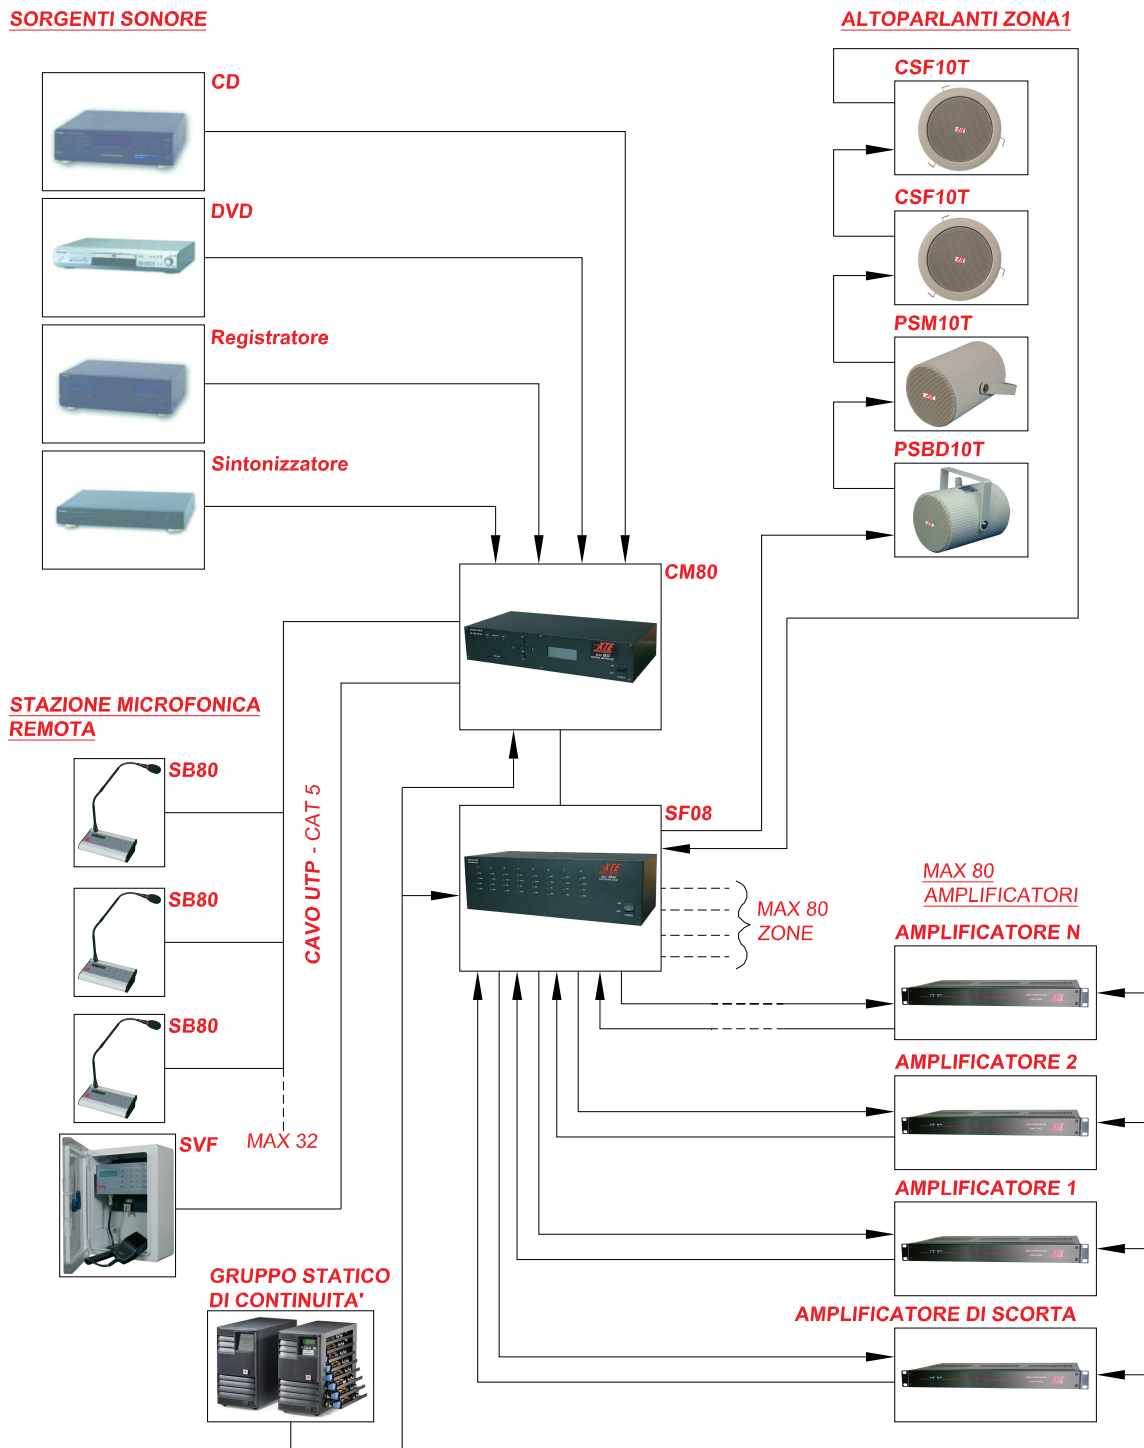 SORGENTI SONORE
ALTOPARLANTI ZONA1
CD
DVD
Registratore
Sintonizzatore
CSF10T
CSF10T
PSM10T
PSBD10T
CM80
XTE
STAZIONE MICROFONICA
REMOTA
SB80
SB80
SB80
CAVO UTP - CAT 5
MAX 32
SVF
SF08
XTE
MAX 80
ZONE
MAX 80
AMPLIFICATORI
AMPLIFICATORE N
AMPLIFICATORE 2
AMPLIFICATORE 1
AMPLIFICATORE DI SCORTA
GRUPPO STATICO
DI CONTINUITA'